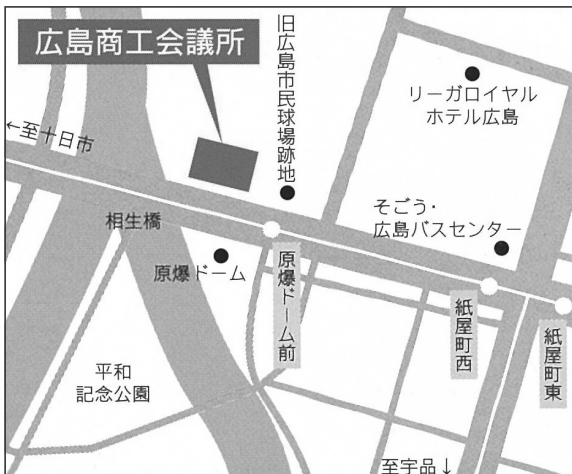 広島商工会議所
旧広島市民球場跡地
リーガロイヤル
ホテル広島
←至十日市
そごう・
広島バスセンター
相生橋
原爆ドーム
原爆ドーム前
紙屋町西
紙屋町東
平和
記念公園
至宇品↓